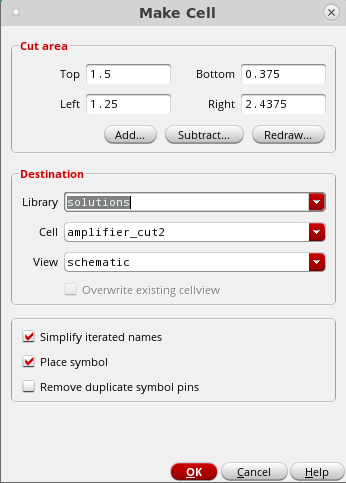 Make Cell
Cut area
Top 1.5 Bottom 0.375
Left 1.25 Right 2.4375
Add... Subtract... Redraw...
Destination
Library solutions
Cell amplifier_cut2
View schematic
Overwrite existing cellview
Simplify iterated names
Place symbol
Remove duplicate symbol pins
OK Cancel Help